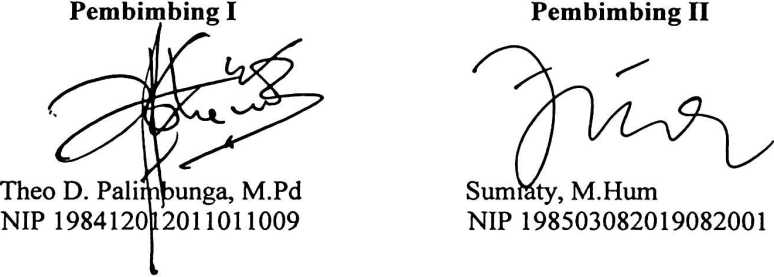 Pembimbing I
Pembimbing II
Theo D. Palimbunga, M.Pd
NIP 198412012011011009
Sumiaty, M.Hum
NIP 198503082019082001